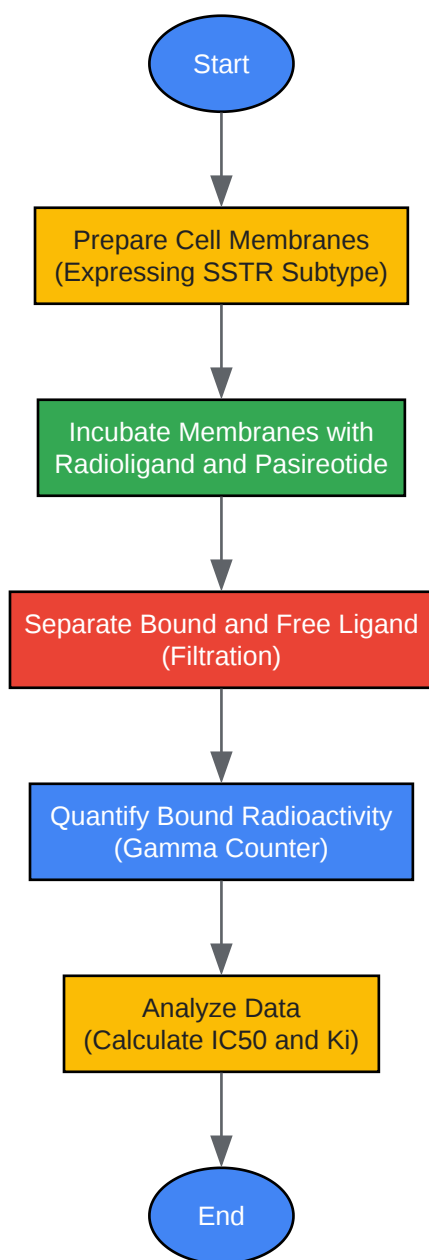 Start
Prepare Cell Membranes
(Expressing SSTR Subtype)
Incubate Membranes with
Radioligand and Pasireotide
Separate Bound and Free Ligand
(Filtration)
Quantify Bound Radioactivity
(Gamma Counter)
Analyze Data
(Calculate IC50 and Ki)
End